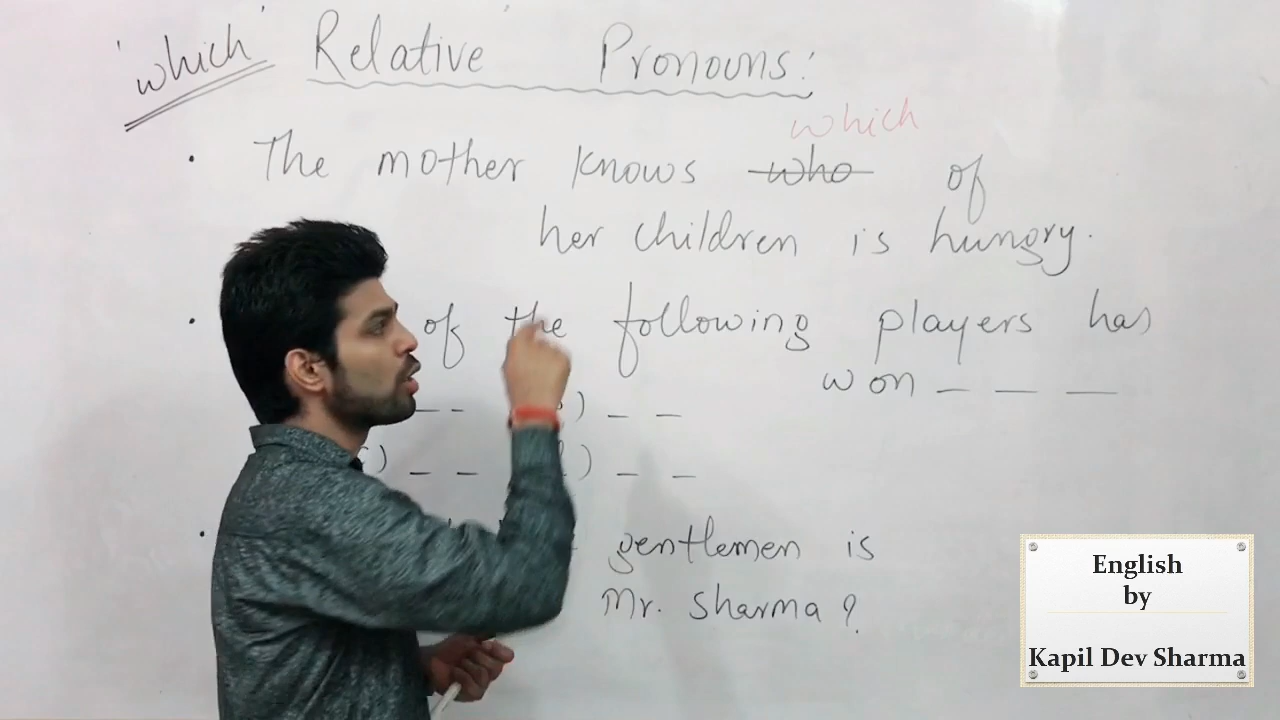 'which' Relative Pronouns:
which
The mother knows who of
her children is hungry.
of the following players has
won _ _ _
_ _ ) _ _
) _ _ ) _ _
gentlemen is
Mr. Sharma?
English
by
Kapil Dev Sharma